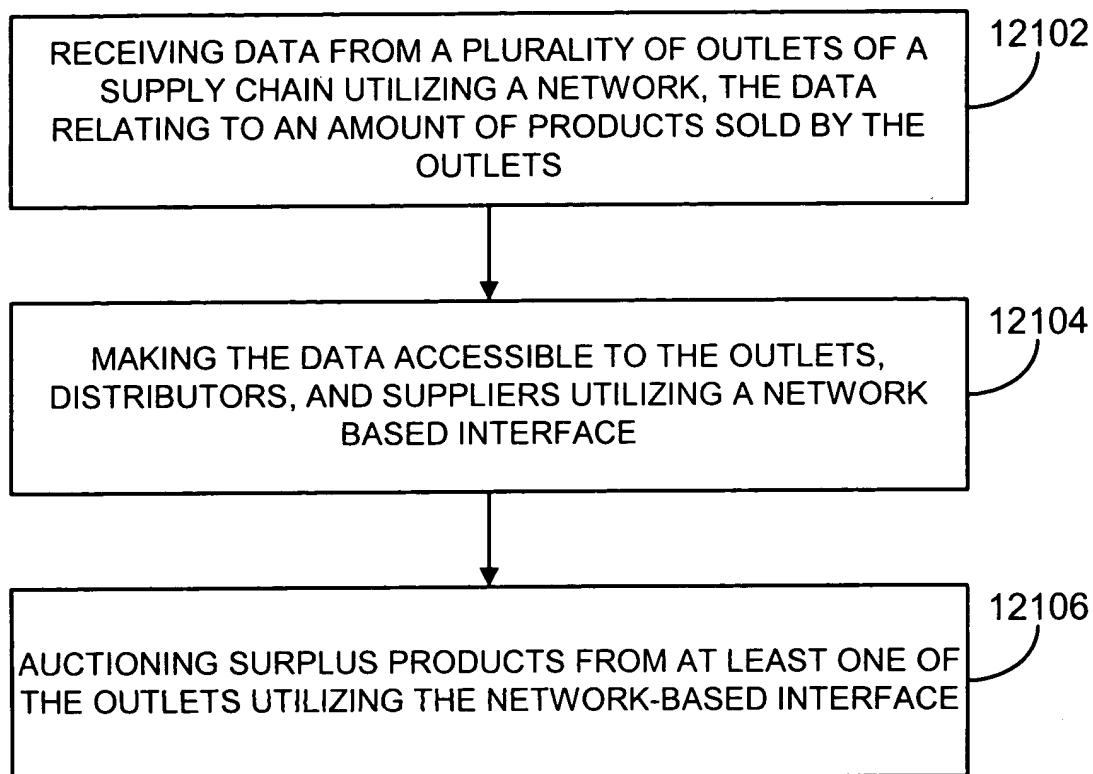 RECEIVING DATA FROM A PLURALITY OF OUTLETS OF A
SUPPLY CHAIN UTILIZING A NETWORK, THE DATA
RELATING TO AN AMOUNT OF PRODUCTS SOLD BY THE
OUTLETS
12102
MAKING THE DATA ACCESSIBLE TO THE OUTLETS,
DISTRIBUTORS, AND SUPPLIERS UTILIZING A NETWORK
BASED INTERFACE
12104
AUCTIONING SURPLUS PRODUCTS FROM AT LEAST ONE OF
THE OUTLETS UTILIZING THE NETWORK-BASED INTERFACE
12106